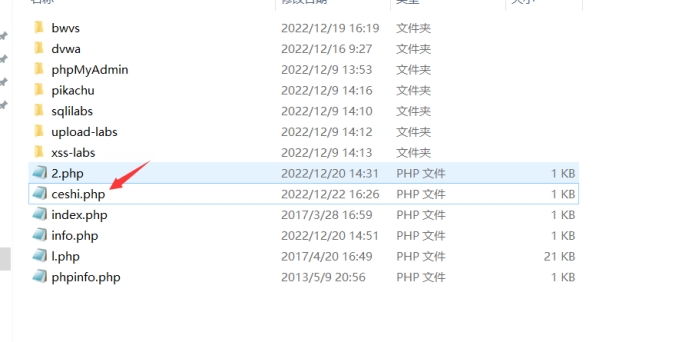 名称 修改日期 类型 大小
bwvs 2022/12/19 16:19 文件夹
dvwa 2022/12/16 9:27 文件夹
phpMyAdmin 2022/12/9 13:53 文件夹
pikachu 2022/12/9 14:16 文件夹
sqlilabs 2022/12/9 14:10 文件夹
upload-labs 2022/12/9 14:12 文件夹
xss-labs 2022/12/9 14:13 文件夹
2.php 2022/12/20 14:31 PHP 文件 1 KB
ceshi.php 2022/12/22 16:26 PHP 文件 1 KB
index.php 2017/3/28 16:59 PHP 文件 1 KB
info.php 2022/12/20 14:51 PHP 文件 1 KB
l.php 2017/4/20 16:49 PHP 文件 21 KB
phpinfo.php 2013/5/9 20:56 PHP 文件 1 KB